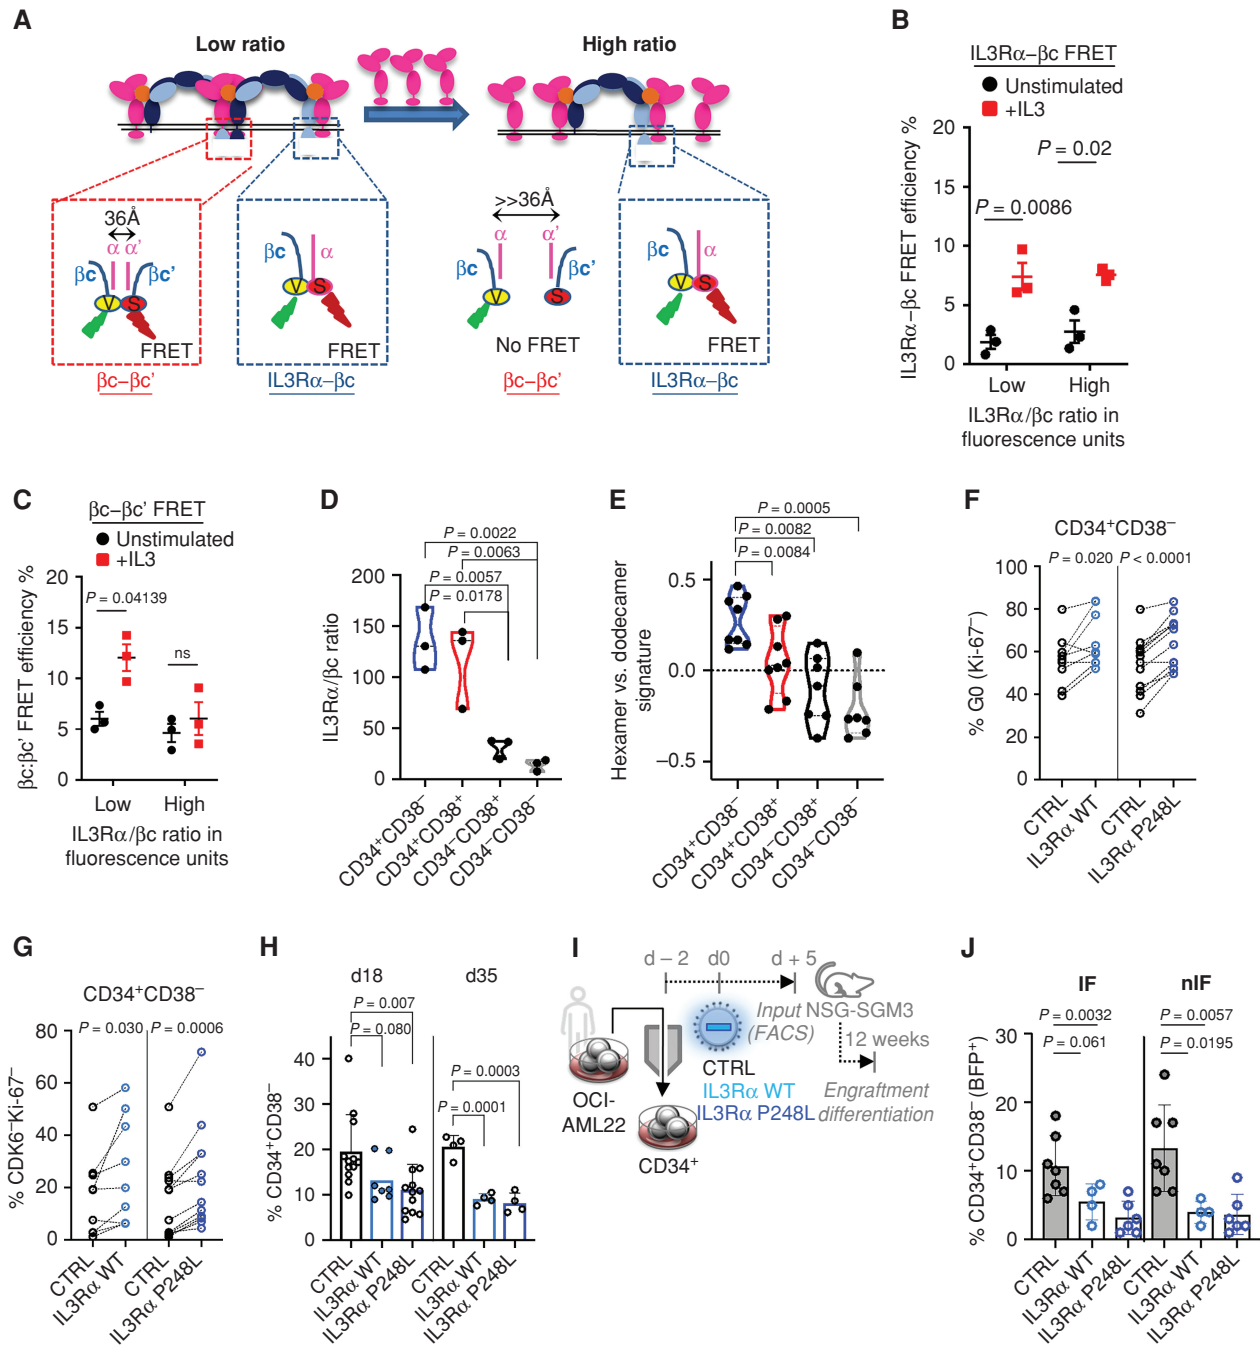 A
Low ratio
High ratio
36Å
α α'
βc βc'
V S
FRET
βc–βc'
βc
α
V S
FRET
IL3Rα–βc
>>36Å
α α'
βc βc'
V S
No FRET
βc–βc'
βc
α
V S
FRET
IL3Rα–βc
B
IL3Rα–βc FRET
Unstimulated
+IL3
IL3Rα–βc FRET efficiency %
20
15
10
5
0
P = 0.02
P = 0.0086
Low High
IL3Rα/βc ratio in
fluorescence units
C
βc–βc' FRET
Unstimulated
+IL3
βc:βc' FRET efficiency %
20
15
10
5
0
P = 0.04139
ns
Low High
IL3Rα/βc ratio in
fluorescence units
D
P = 0.0022
P = 0.0063
P = 0.0057
P = 0.0178
IL3Rα/βc ratio
200
150
100
50
0
CD34+CD38−
CD34+CD38+
CD34−CD38+
CD34−CD38−
E
P = 0.0005
P = 0.0082
P = 0.0084
Hexamer vs. dodecamer
signature
0.5
0.0
−0.5
CD34+CD38−
CD34+CD38+
CD34−CD38+
CD34−CD38−
F
CD34+CD38−
P = 0.020 P < 0.0001
% G0 (Ki-67−)
100
80
60
40
20
0
CTRL
IL3Rα WT
CTRL
IL3Rα P248L
G
CD34+CD38−
P = 0.030 P = 0.0006
% CDK6−Ki-67−
80
60
40
20
0
CTRL
IL3Rα WT
CTRL
IL3Rα P248L
H
d18 d35
P = 0.007
P = 0.080
P = 0.0003
P = 0.0001
% CD34+CD38−
40
30
20
10
0
CTRL
IL3Rα WT
IL3Rα P248L
CTRL
IL3Rα WT
IL3Rα P248L
I
d − 2 d0 d + 5
Input
(FACS)
NSG-SGM3
12 weeks
CTRL
IL3Rα WT
IL3Rα P248L
Engraftment
differentiation
OCI-
AML22
CD34+
J
IF nIF
P = 0.0032
P = 0.061
P = 0.0057
P = 0.0195
% CD34+CD38− (BFP+)
30
20
10
0
CTRL
IL3Rα WT
IL3Rα P248L
CTRL
IL3Rα WT
IL3Rα P248L